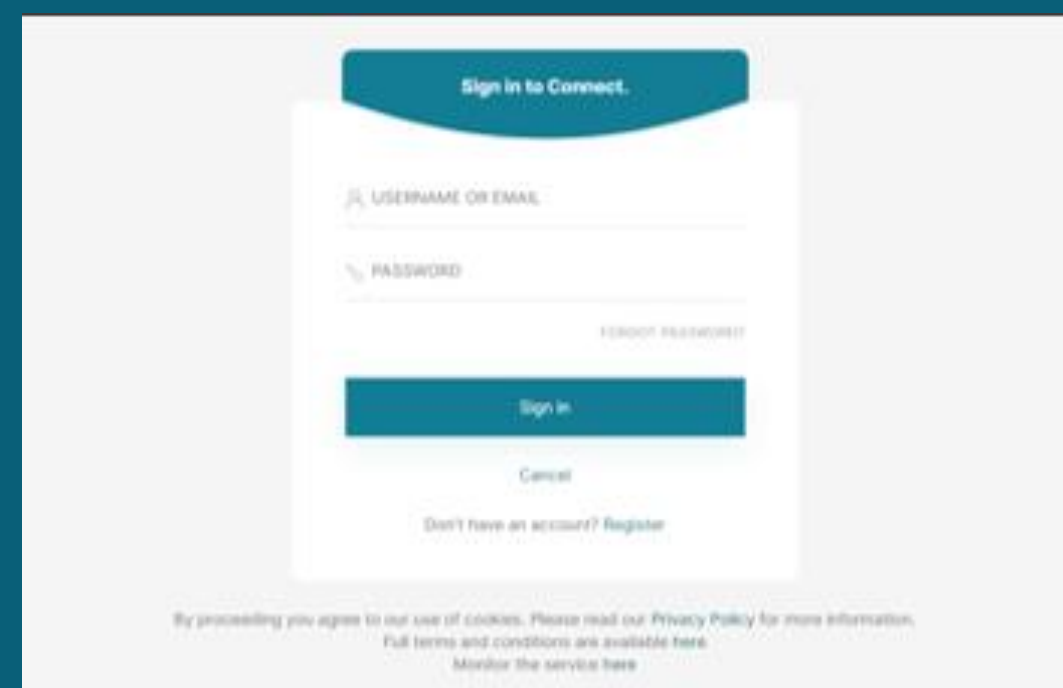 Sign in to Connect.
USERNAME OR EMAIL
PASSWORD
FORGOT PASSWORD?
Sign in
Cancel
Don't have an account? Register
By proceeding you agree to our use of cookies. Please read our Privacy Policy for more information.
Full terms and conditions are available here
Monitor the service here